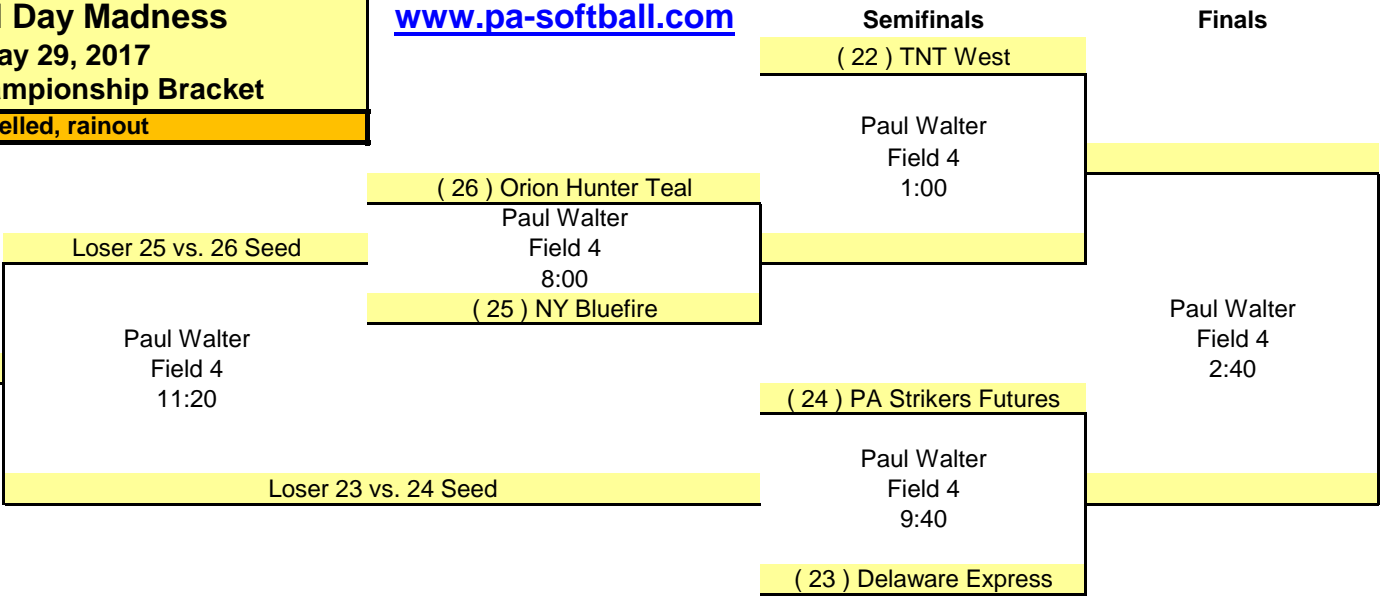 l Day Madness
ay 29, 2017
ampionship Bracket
elled, rainout
www.pa-softball.com
Semifinals
Finals
( 22 ) TNT West
Paul Walter
Field 4
1:00
( 26 ) Orion Hunter Teal
Paul Walter
Field 4
8:00
( 25 ) NY Bluefire
Loser 25 vs. 26 Seed
Paul Walter
Field 4
11:20
Loser 23 vs. 24 Seed
( 24 ) PA Strikers Futures
Paul Walter
Field 4
9:40
( 23 ) Delaware Express
Paul Walter
Field 4
2:40